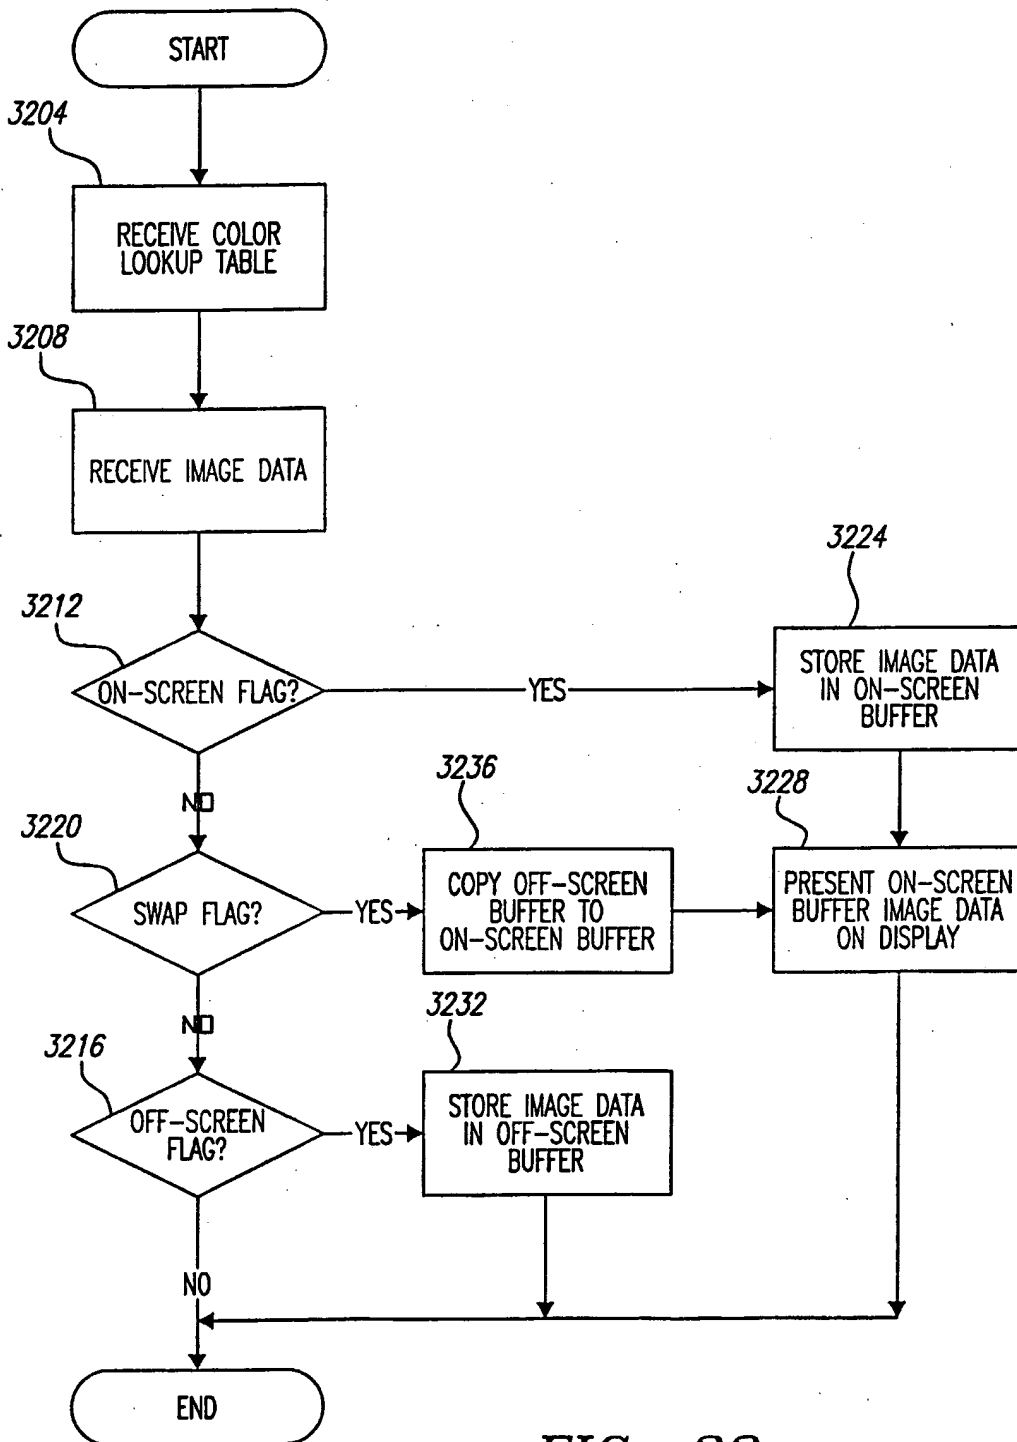 START
3204
RECEIVE COLOR
LOOKUP TABLE
3208
RECEIVE IMAGE DATA
3224
3212
ON-SCREEN FLAG?
YES
STORE IMAGE DATA
IN ON-SCREEN
BUFFER
NO
3236
3228
3220
SWAP FLAG?
YES
COPY OFF-SCREEN
BUFFER TO
ON-SCREEN BUFFER
PRESENT ON-SCREEN
BUFFER IMAGE DATA
ON DISPLAY
NO
3232
3216
OFF-SCREEN
FLAG?
YES
STORE IMAGE DATA
IN OFF-SCREEN
BUFFER
NO
END